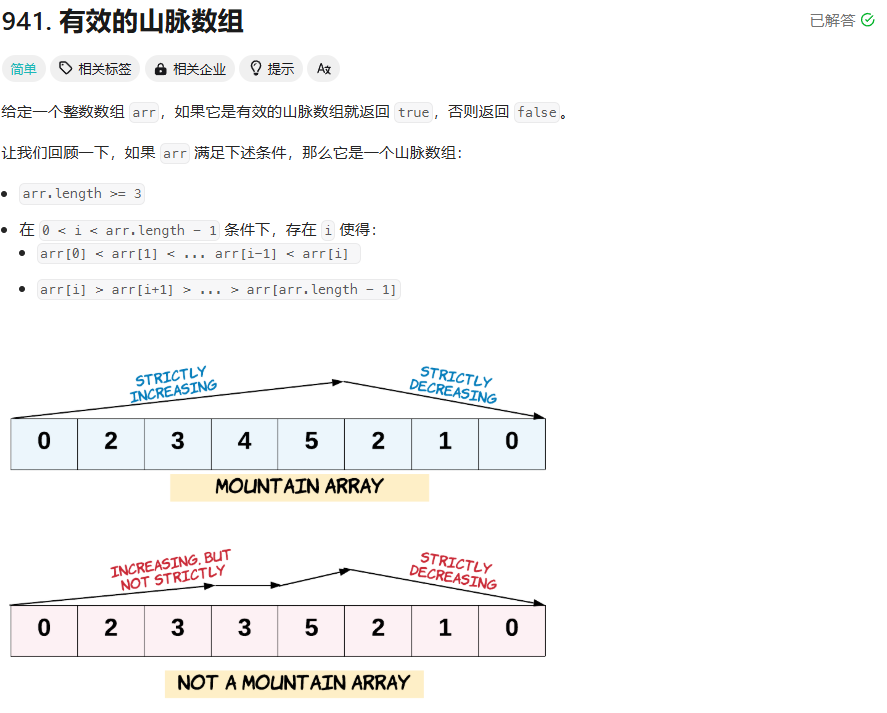 941. 有效的山脉数组
已解答
简单 相关标签 相关企业 提示 Az
给定一个整数数组 arr，如果它是有效的山脉数组就返回 true，否则返回 false。
让我们回顾一下，如果 arr 满足下述条件，那么它是一个山脉数组：
arr.length >= 3
在 0 < i < arr.length - 1 条件下，存在 i 使得：
arr[0] < arr[1] < ... arr[i-1] < arr[i]
arr[i] > arr[i+1] > ... > arr[arr.length - 1]
STRICTLY
INCREASING
STRICTLY
DECREASING
0 2 3 4 5 2 1 0
MOUNTAIN ARRAY
INCREASING, BUT
NOT STRICTLY
STRICTLY
DECREASING
0 2 3 3 5 2 1 0
NOT A MOUNTAIN ARRAY